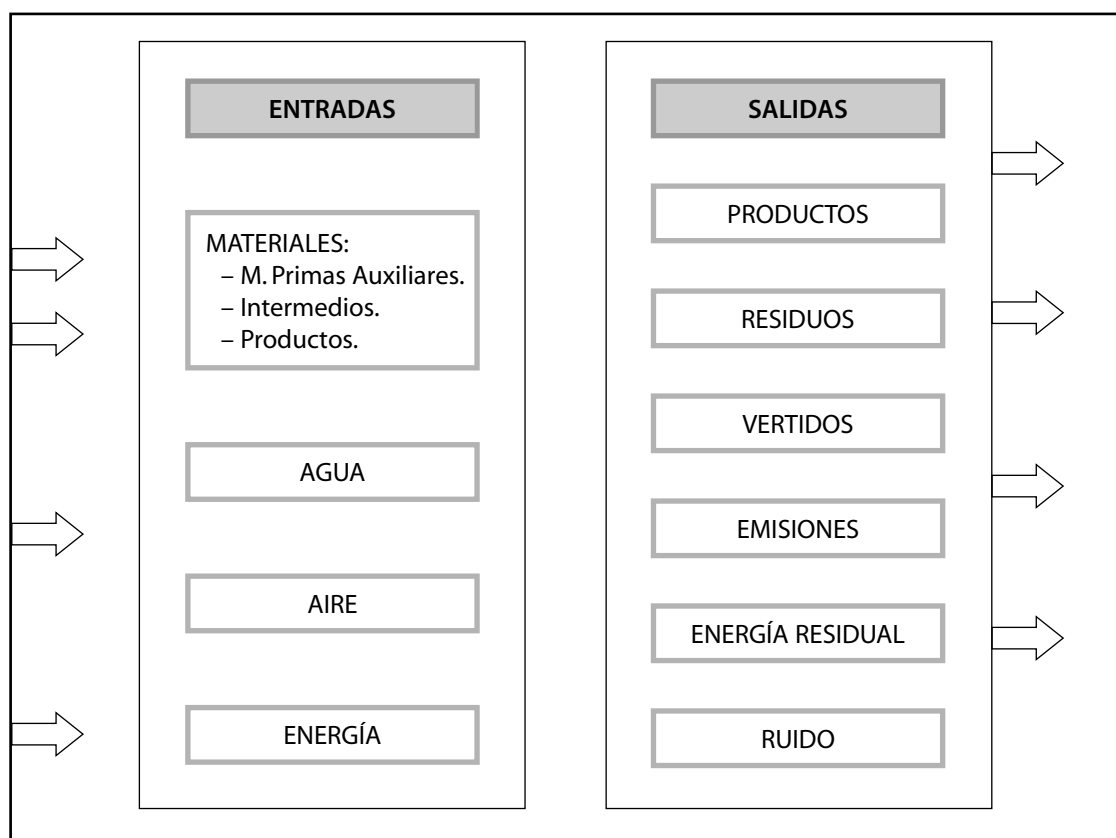 ENTRADAS
MATERIALES:
– M. Primas Auxiliares.
– Intermedios.
– Productos.
AGUA
AIRE
ENERGÍA
SALIDAS
PRODUCTOS
RESIDUOS
VERTIDOS
EMISIONES
ENERGÍA RESIDUAL
RUIDO